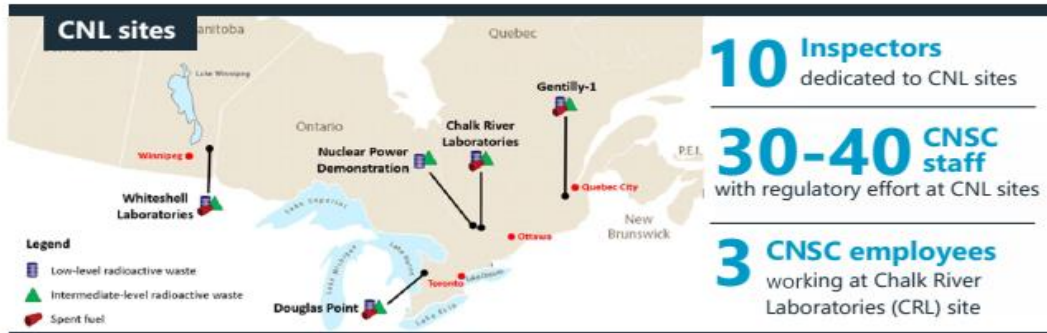 CNL sites
anitoba
Quebec
Lake Winnipeg
Gentilly-1
Ontario
Chalk River
Laboratories
Nuclear Power
Demonstration
Winnipeg
P.E.I.
Quebec City
Whiteshell
Laboratories
New
Brunswick
Lake Superior
Ottawa
Legend
Low-level radioactive waste
Intermediate-level radioactive waste
Spent fuel
Lake Michigan
Lake Huron
Toronto
Lake Ontario
Douglas Point
Lake Erie
10 Inspectors
dedicated to CNL sites
30-40 CNSC
staff
with regulatory effort at CNL sites
3 CNSC employees
working at Chalk River
Laboratories (CRL) site